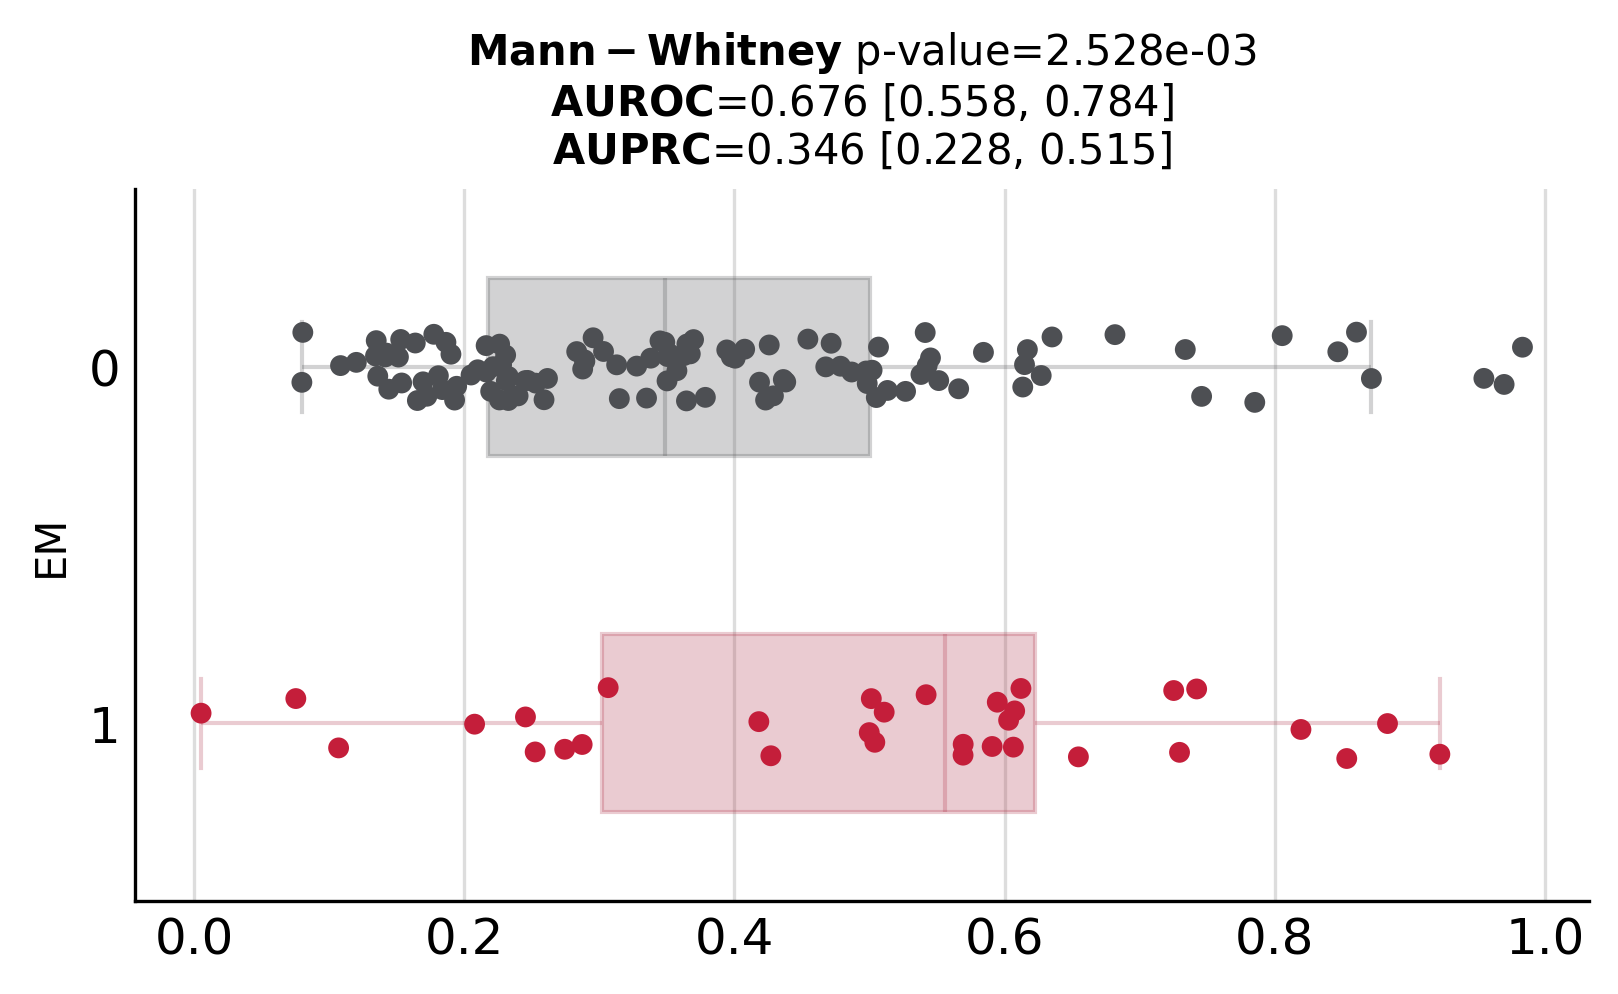 Mann − Whitney p-value=2.528e-03
AUROC=0.676 [0.558, 0.784]
AUPRC=0.346 [0.228, 0.515]
0
EM
1
0.0 0.2 0.4 0.6 0.8 1.0